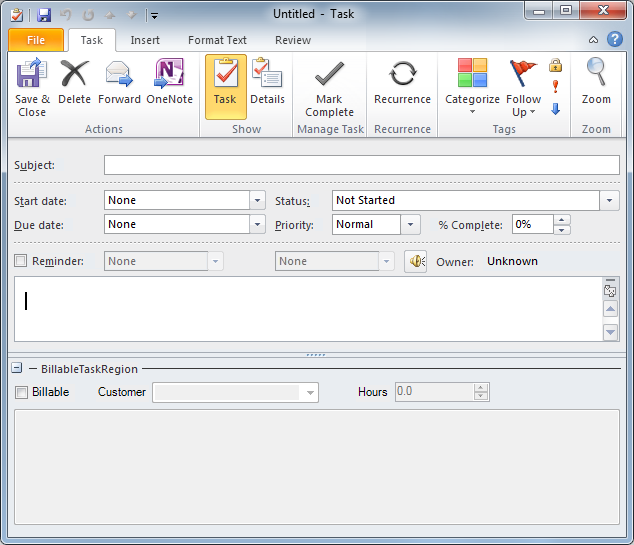 Untitled - Task
File Task Insert Format Text Review
Save & Close Delete Forward OneNote Task Details Mark Complete Recurrence Categorize Follow Up Zoom
Actions Show Manage Task Recurrence Tags Zoom
Subject:
Start date: None Status: Not Started
Due date: None Priority: Normal % Complete: 0%
Reminder: None None Owner: Unknown
BillableTaskRegion
Billable Customer Hours 0.0